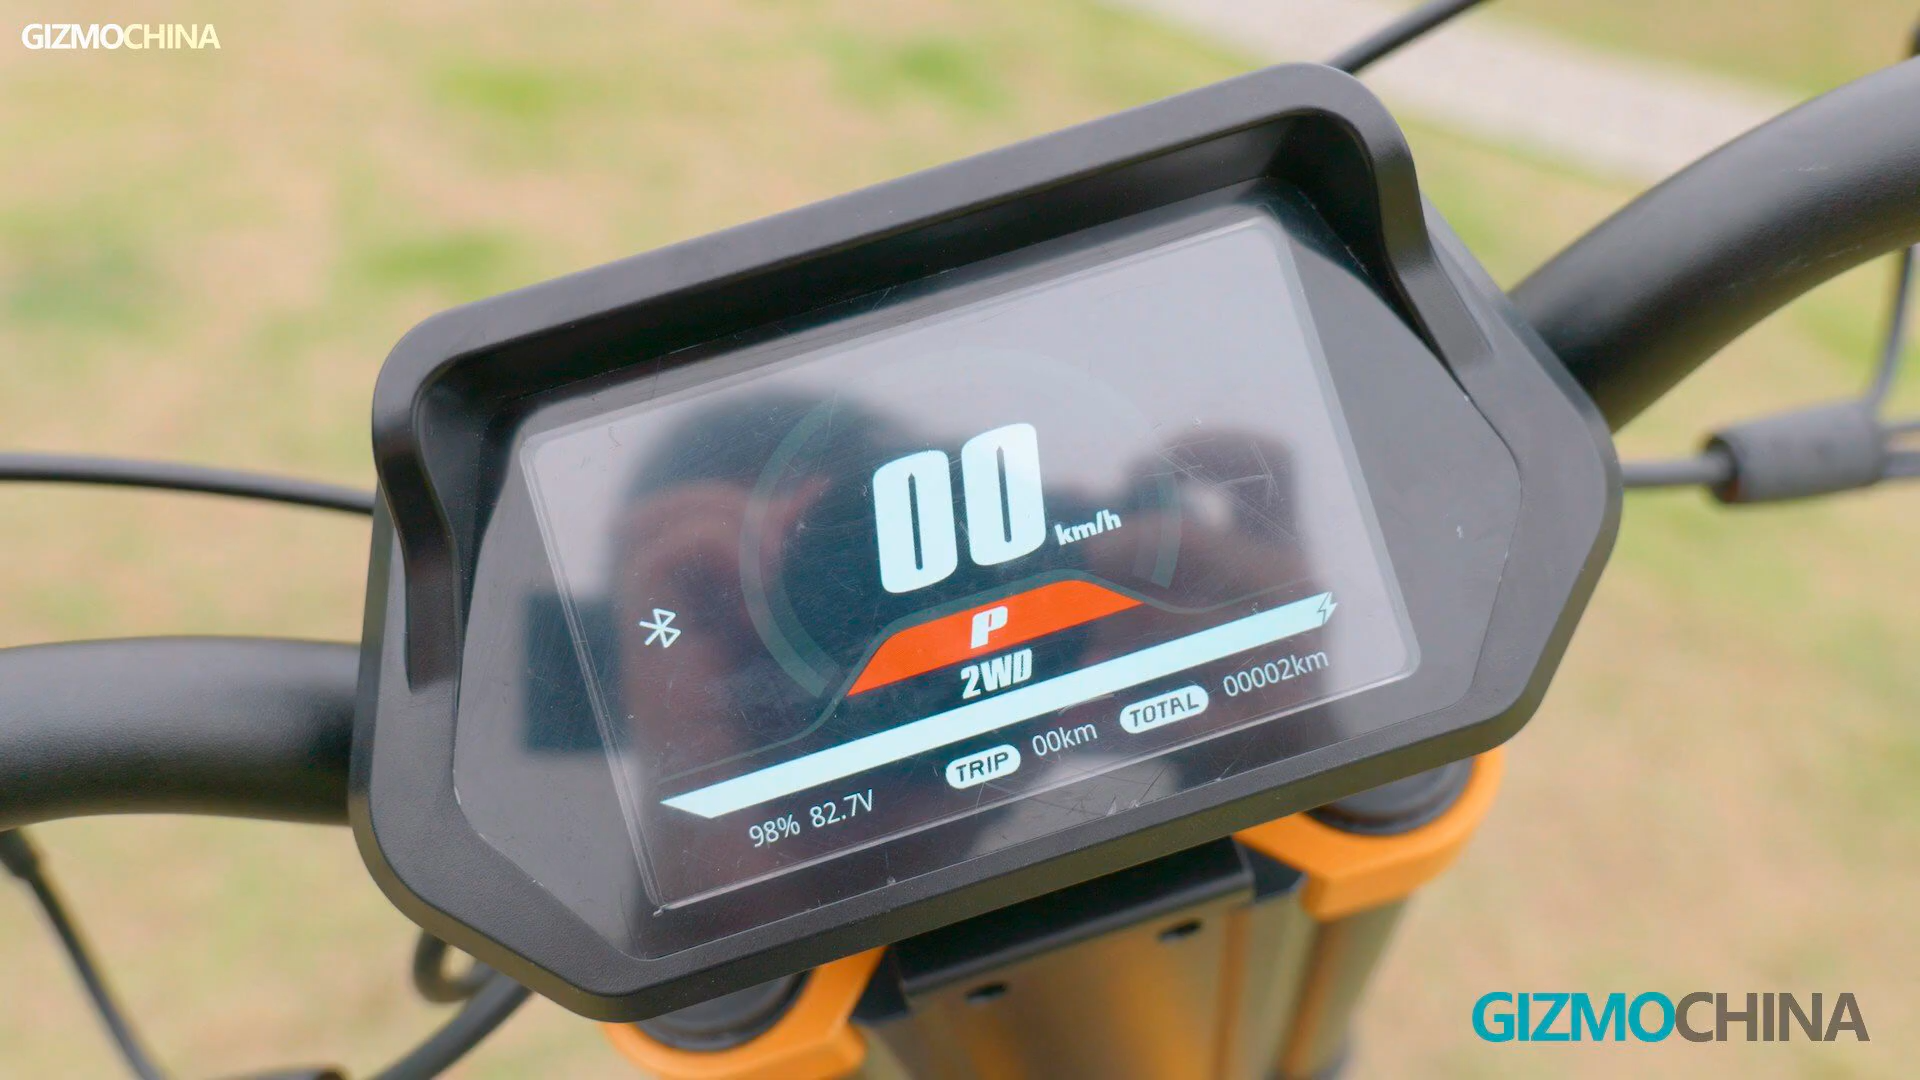 GIZMOCHINA
00 km/h
P
2WD
98% 82.7V TRIP 00km TOTAL 00002km
GIZMOCHINA